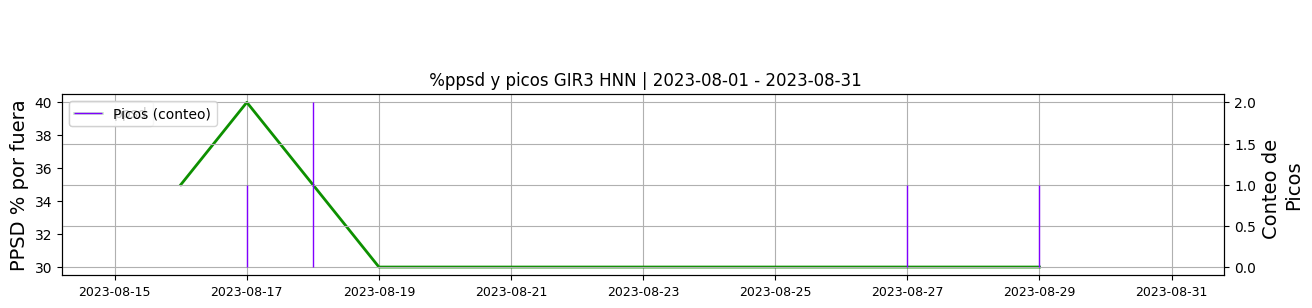 %ppsd y picos GIR3 HNN | 2023-08-01 - 2023-08-31
Picos (conteo)
PPSD % por fuera
40
38
36
34
32
30
2.0
1.5
1.0
0.5
0.0
Conteo de
Picos
2023-08-15 2023-08-17 2023-08-19 2023-08-21 2023-08-23 2023-08-25 2023-08-27 2023-08-29 2023-08-31